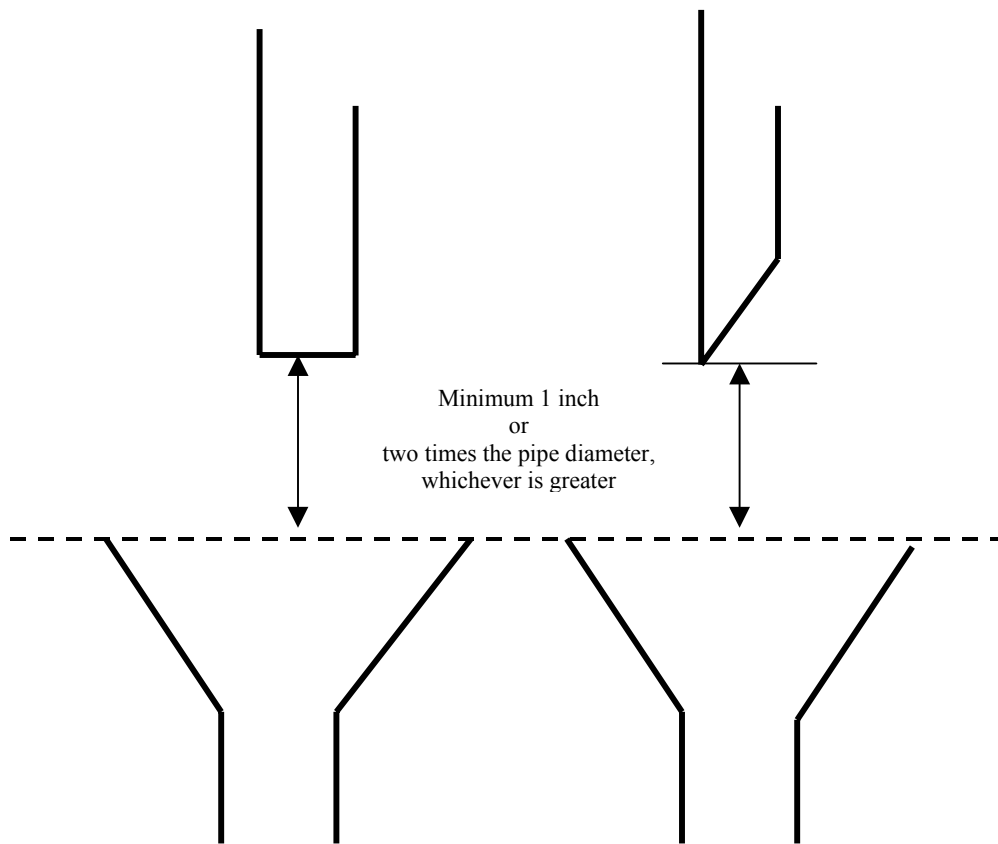 Minimum 1 inch
or
two times the pipe diameter,
whichever is greater